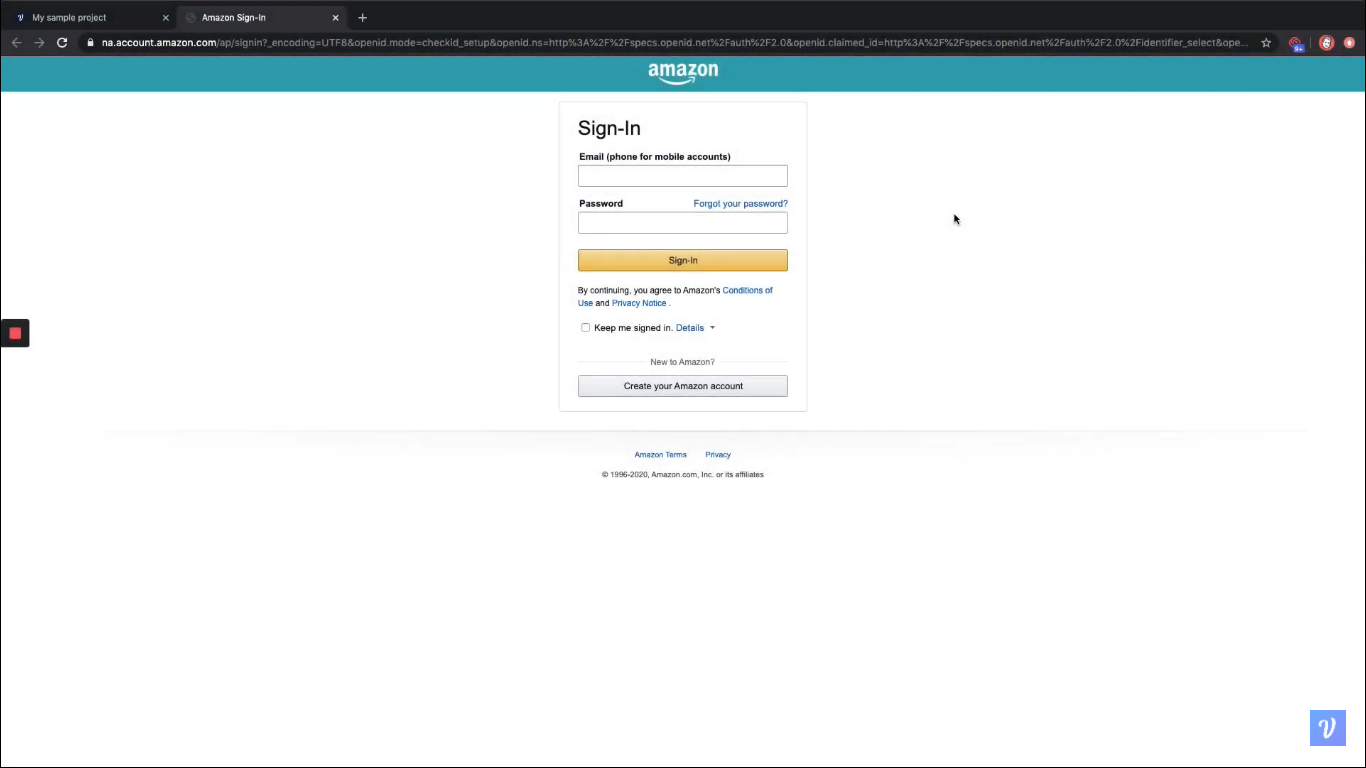 My sample project
Amazon Sign-In
na.account.amazon.com/ap/signin?_encoding=UTF8&openid.mode=checkid_setup&openid.ns=http%3A%2F%2Fspecs.openid.net%2Fauth%2F2.0&openid.claimed_id=http%3A%2F%2Fspecs.openid.net%2Fauth%2F2.0%2Fidentifier_select&ope...
9+
amazon
Sign-In
Email (phone for mobile accounts)
Password Forgot your password?
Sign-In
By continuing, you agree to Amazon's Conditions of
Use and Privacy Notice .
Keep me signed in. Details
New to Amazon?
Create your Amazon account
Amazon Terms Privacy
© 1996-2020, Amazon.com, Inc. or its affiliates
V